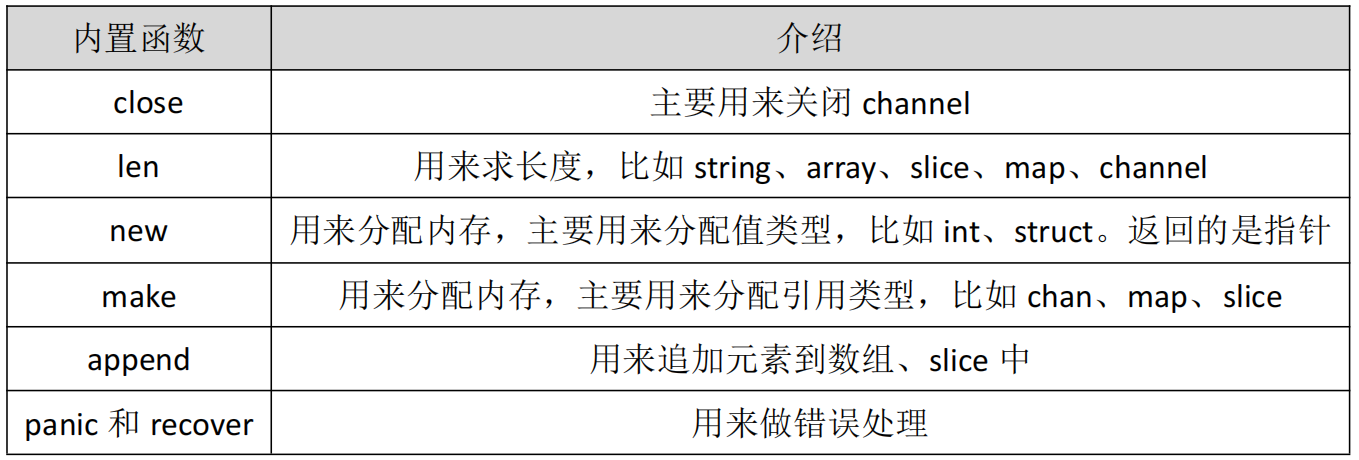 内置函数 介绍
close 主要用来关闭 channel
len 用来求长度，比如 string、array、slice、map、channel
new 用来分配内存，主要用来分配值类型，比如 int、struct。返回的是指针
make 用来分配内存，主要用来分配引用类型，比如 chan、map、slice
append 用来追加元素到数组、slice 中
panic 和 recover 用来做错误处理